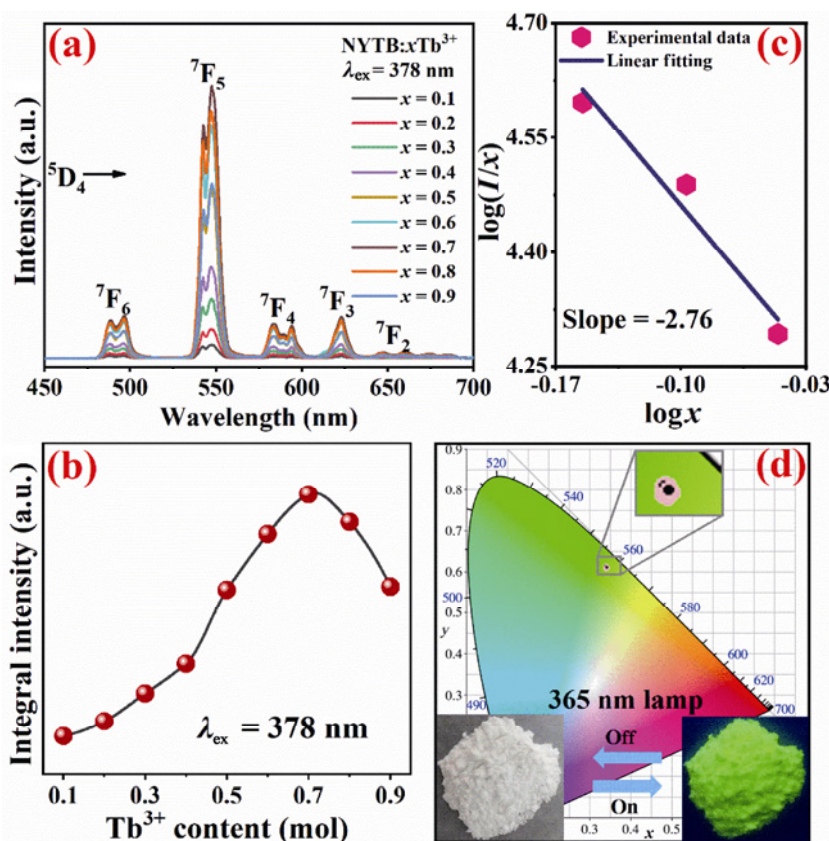 (a)
NYTB:xTb³⁺
λex = 378 nm
⁷F₅
x = 0.1
x = 0.2
x = 0.3
x = 0.4
x = 0.5
x = 0.6
x = 0.7
x = 0.8
x = 0.9
⁵D₄
⁷F₆
⁷F₄
⁷F₃
⁷F₂
Intensity (a.u.)
450 500 550 600 650 700
Wavelength (nm)
(c)
Experimental data
Linear fitting
4.70
4.55
4.40
4.25
log(I/x)
Slope = -2.76
-0.17 -0.10 -0.03
logx
(b)
Integral intensity (a.u.)
λex = 378 nm
0.1 0.3 0.5 0.7 0.9
Tb³⁺ content (mol)
(d)
0.9
0.8
0.7
0.6
0.5
y
0.4
0.3
520
540
560
580
600
620
700
500
490
365 nm lamp
Off
On
0.3 0.4 x 0.5